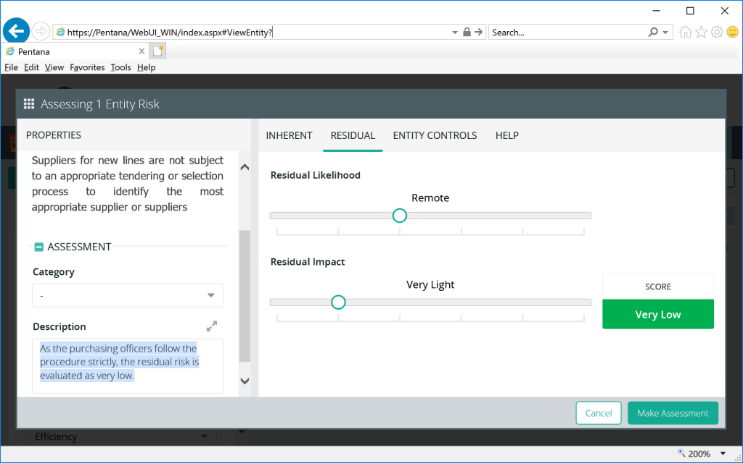 https://Pentana/WebUI_WIN/index.aspx#ViewEntity?
Search...
Pentana
File Edit View Favorites Tools Help
Assessing 1 Entity Risk
PROPERTIES
INHERENT RESIDUAL ENTITY CONTROLS HELP
Suppliers for new lines are not subject
to an appropriate tendering or selection
process to identify the most
appropriate supplier or suppliers
ASSESSMENT
Category
-
Description
As the purchasing officers follow the
procedure strictly, the residual risk is
evaluated as very low.
Residual Likelihood
Remote
Residual Impact
Very Light
SCORE
Very Low
Cancel Make Assessment
Efficiency
200%